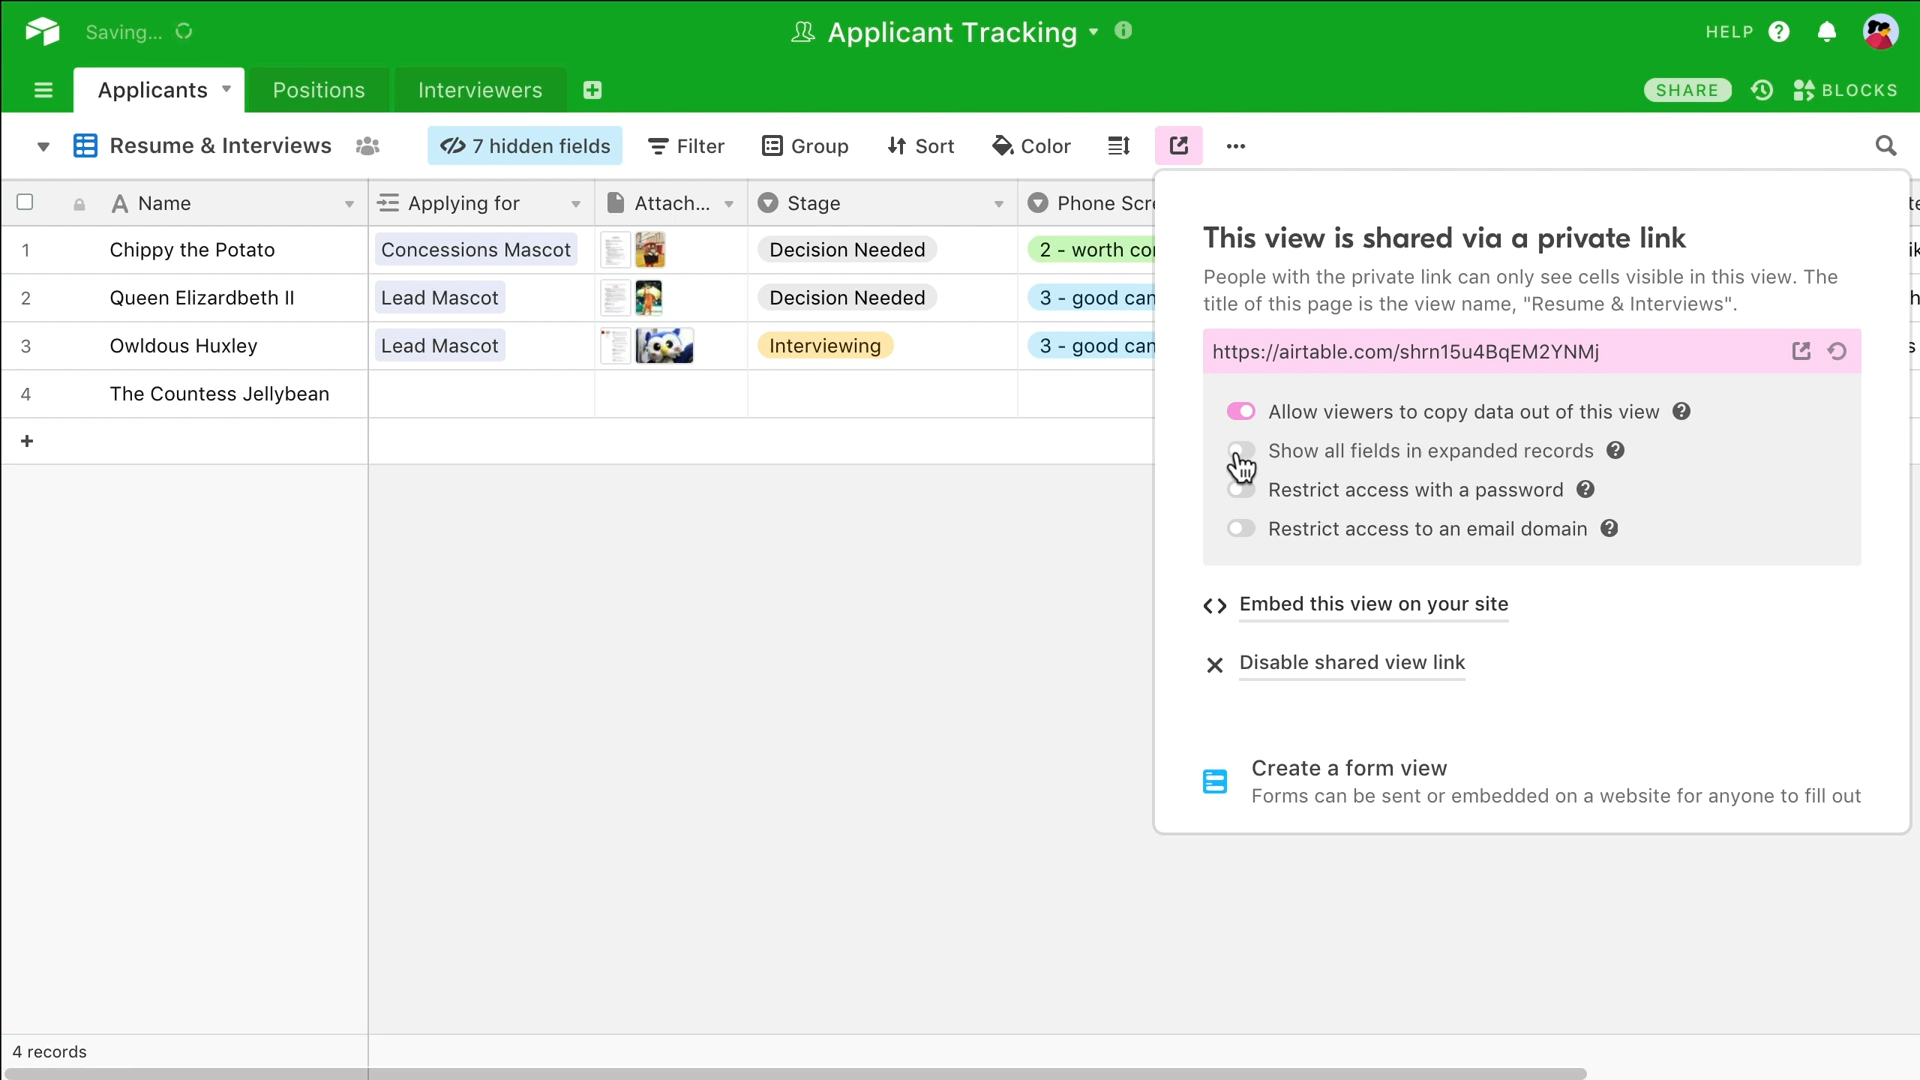 Saving...
Applicant Tracking
HELP
Applicants
Positions
Interviewers
SHARE
BLOCKS
Resume & Interviews
7 hidden fields
Filter
Group
Sort
Color
Name
Applying for
Attach...
Stage
Phone Scre
1 Chippy the Potato Concessions Mascot Decision Needed 2 - worth co
2 Queen Elizardbeth II Lead Mascot Decision Needed 3 - good can
3 Owldous Huxley Lead Mascot Interviewing 3 - good can
4 The Countess Jellybean
This view is shared via a private link
People with the private link can only see cells visible in this view. The
title of this page is the view name, "Resume & Interviews".
https://airtable.com/shrn15u4BqEM2YNMj
Allow viewers to copy data out of this view
Show all fields in expanded records
Restrict access with a password
Restrict access to an email domain
Embed this view on your site
Disable shared view link
Create a form view
Forms can be sent or embedded on a website for anyone to fill out
4 records